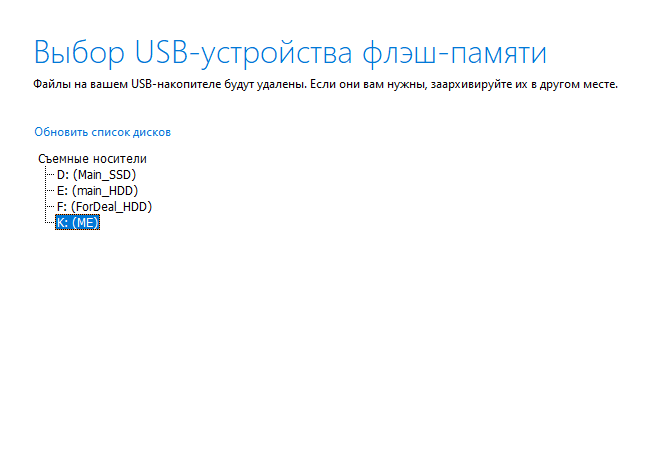 Выбор USB-устройства флэш-памяти
Файлы на вашем USB-накопителе будут удалены. Если они вам нужны, заархивируйте их в другом месте.
Обновить список дисков
Съемные носители
D: (Main_SSD)
E: (main_HDD)
F: (ForDeal_HDD)
K: (ME)